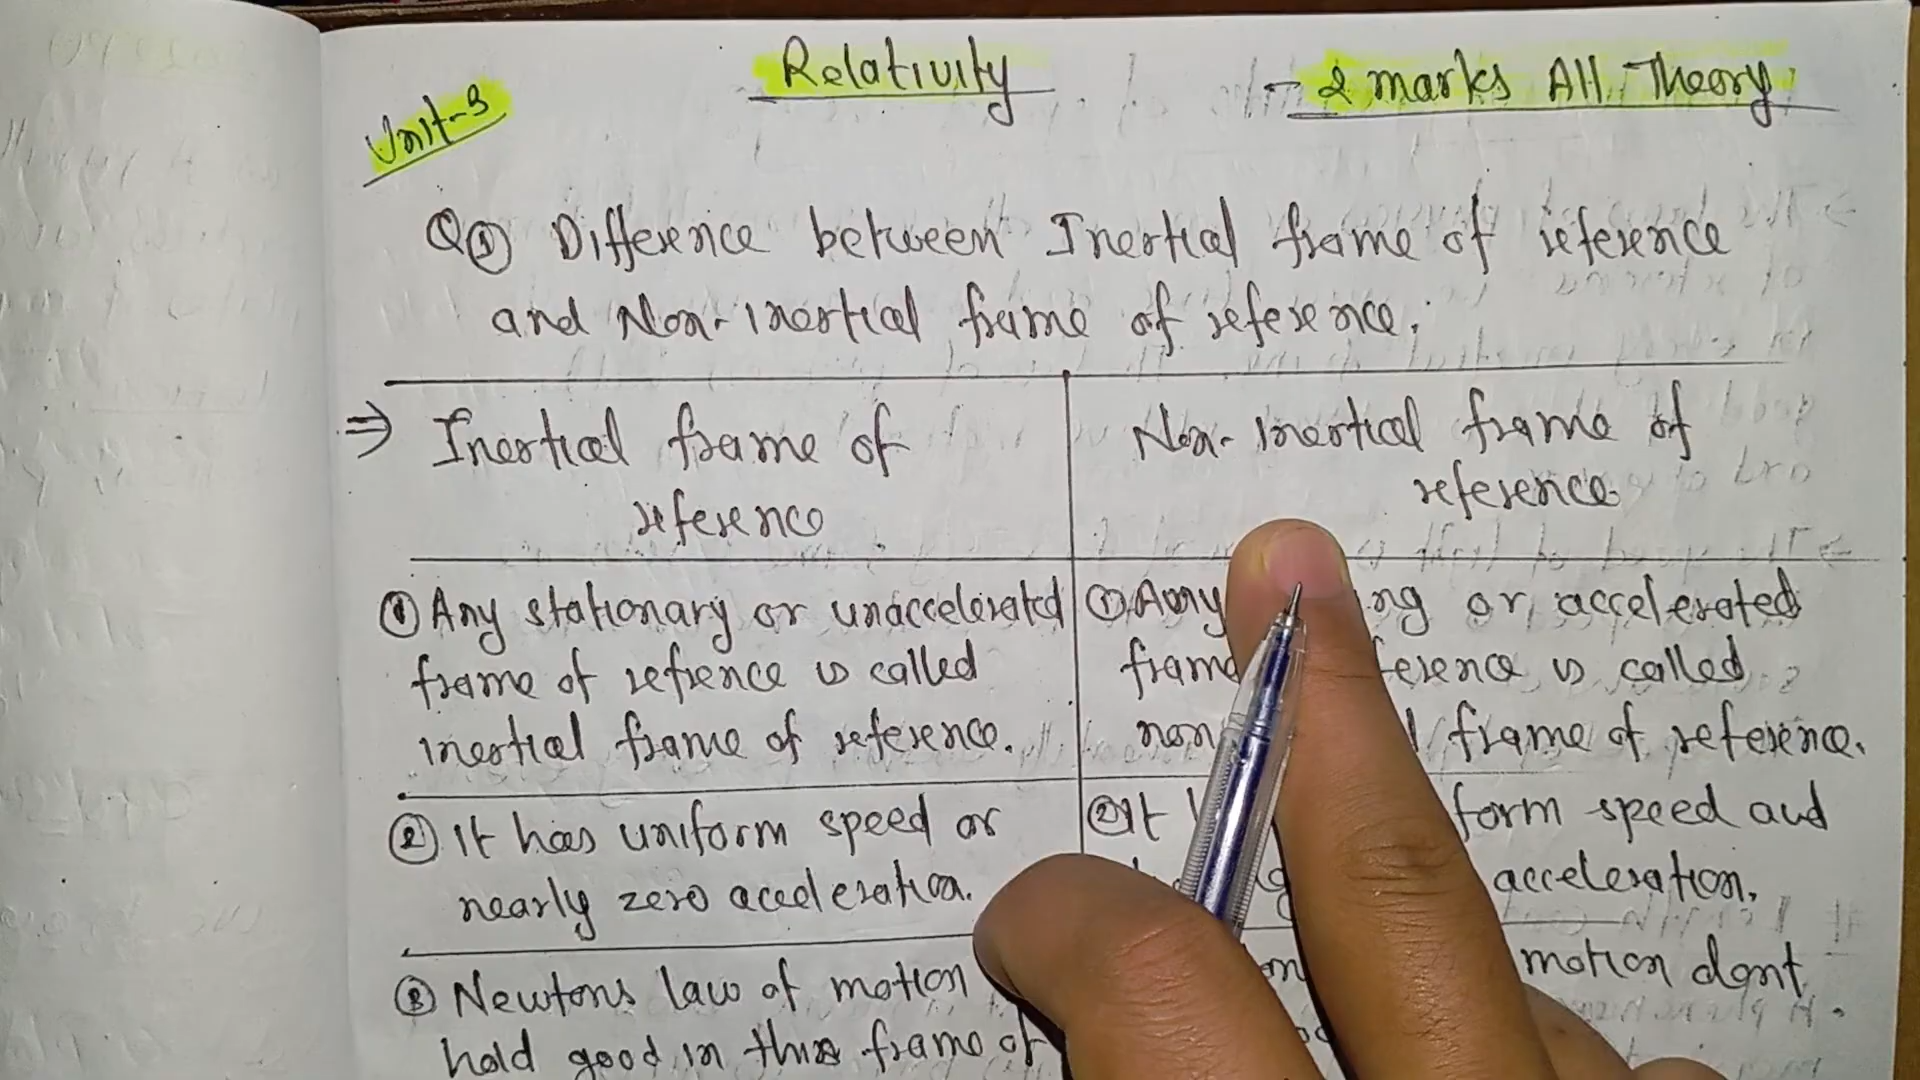 Relativity
- 2 marks All Theory
Unit-3
Q① Difference between Inertial frame of reference
and Non-inertial frame of reference.
⇒ Inertial frame of
reference
Non-inertial frame of
reference.
① Any stationary or unaccelerated
frame of refrence is called
inertial frame of reference.
① Any or accelerated
is called
frame of reference.
② It has uniform speed or
nearly zero acceleration.
② It speed and
acceleration.
③ Newtons law of motion
hold good in this frame of
motion dont